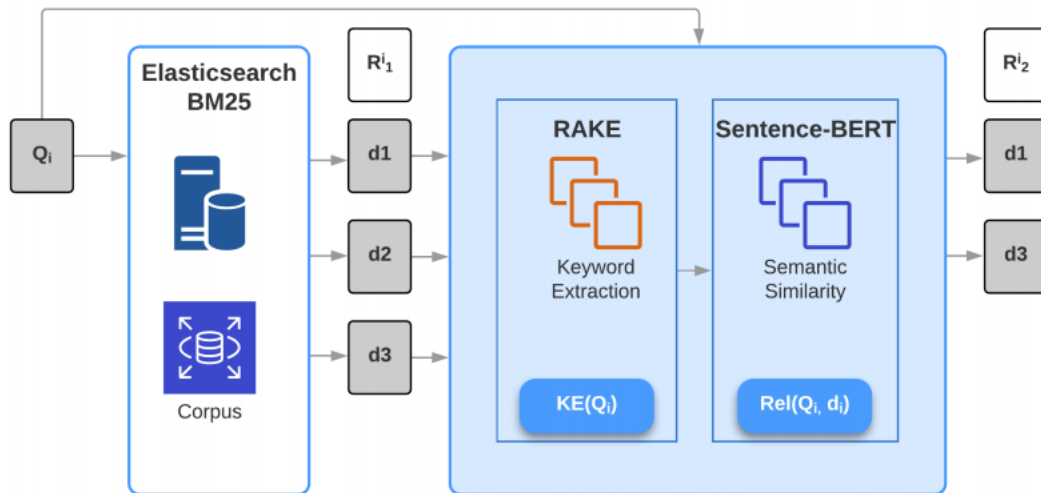 Qᵢ
Elasticsearch
BM25
Corpus
Rⁱ₁
d1
d2
d3
RAKE
Keyword
Extraction
KE(Qᵢ)
Sentence-BERT
Semantic
Similarity
Rel(Qᵢ, dᵢ)
Rⁱ₂
d1
d3